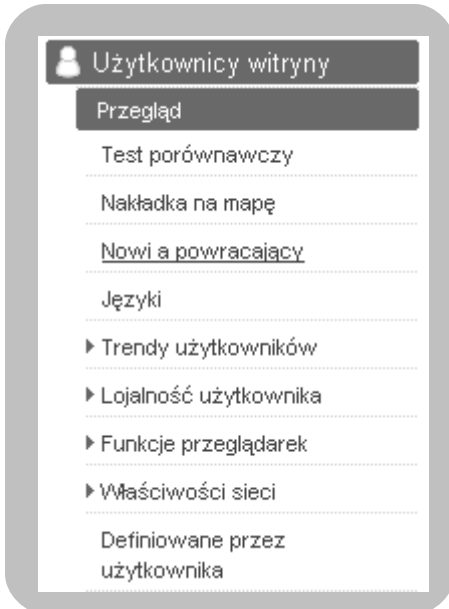 Użytkownicy witryny
Przegląd
Test porównawczy
Nakładka na mapę
Nowi a powracający
Języki
Trendy użytkowników
Lojalność użytkownika
Funkcje przeglądarek
Właściwości sieci
Definiowane przez
użytkownika